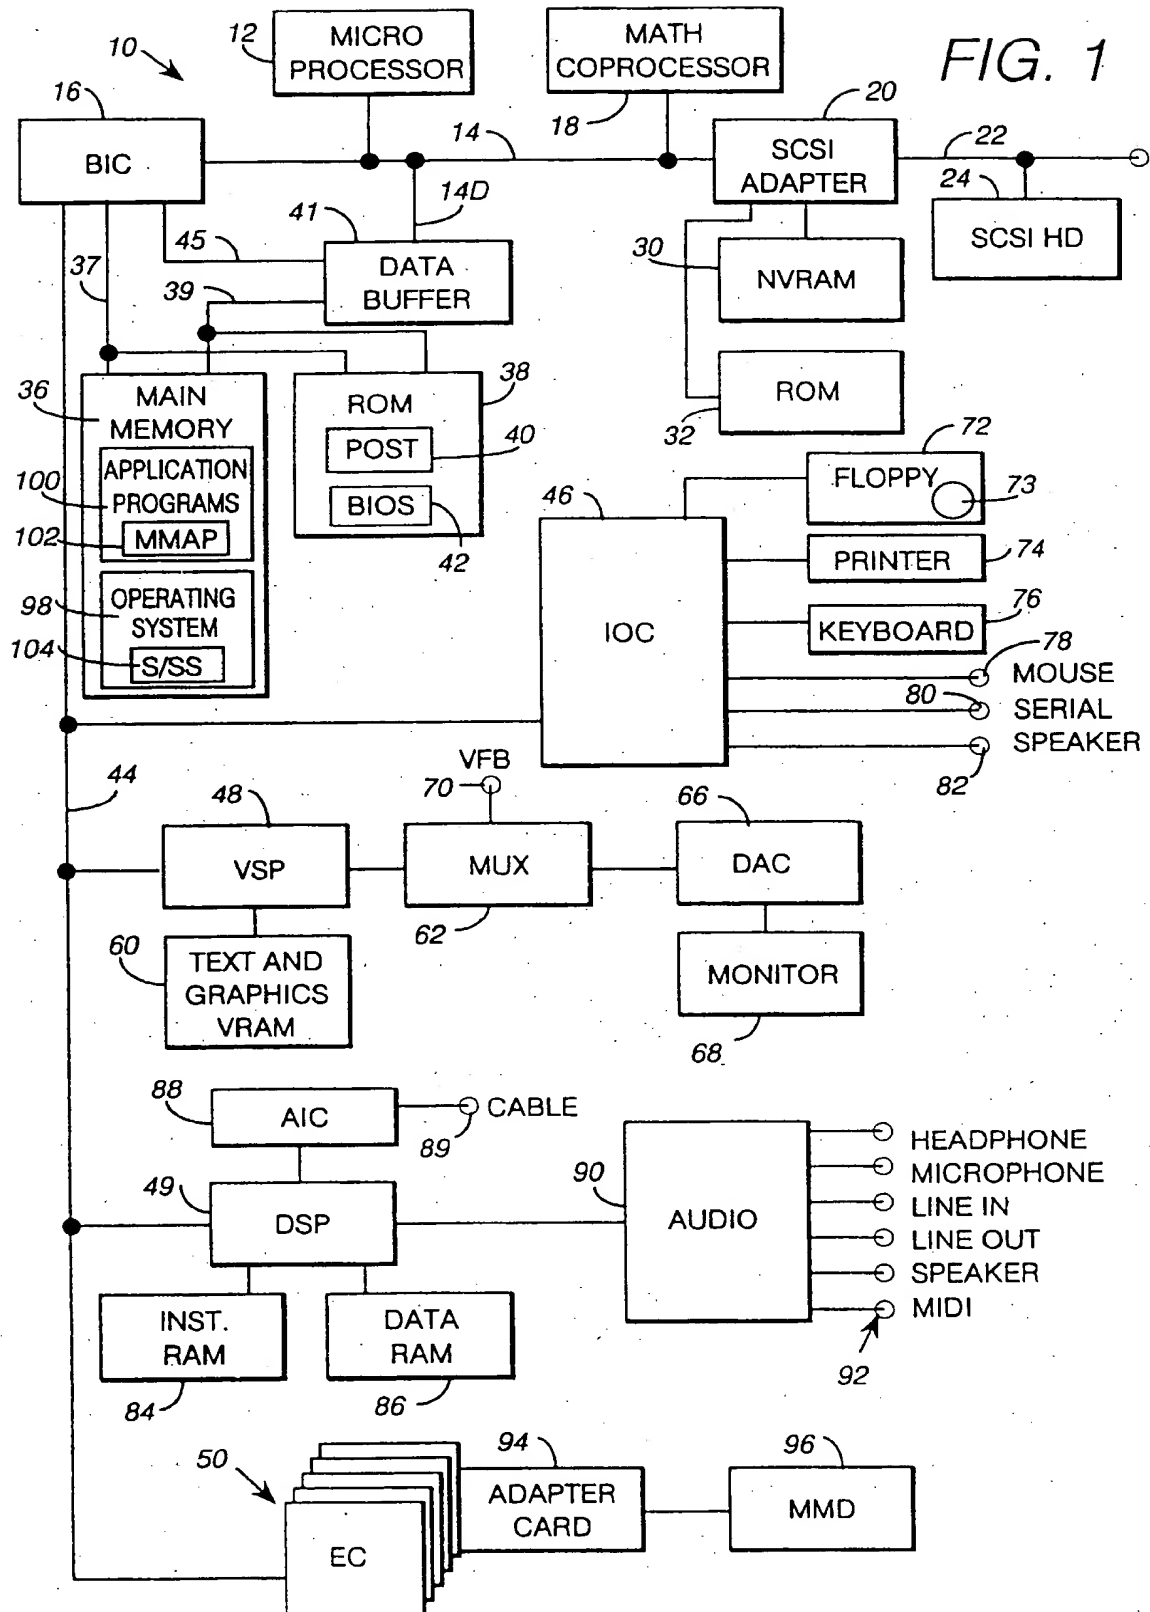 FIG. 1
10
12
MICRO
PROCESSOR
MATH
COPROCESSOR
18
16
BIC
14
14D
20
SCSI
ADAPTER
22
24
SCSI HD
41
DATA
BUFFER
45
37
39
30
NVRAM
ROM
32
36
MAIN
MEMORY
100
APPLICATION
PROGRAMS
102
MMAP
98
OPERATING
SYSTEM
104
S/SS
38
ROM
POST
40
BIOS
42
46
IOC
72
FLOPPY
73
PRINTER
74
KEYBOARD
76
78
MOUSE
80
SERIAL
SPEAKER
82
44
48
VSP
VFB
70
MUX
62
66
DAC
60
TEXT AND
GRAPHICS
VRAM
MONITOR
68
88
AIC
CABLE
89
49
DSP
90
AUDIO
HEADPHONE
MICROPHONE
LINE IN
LINE OUT
SPEAKER
MIDI
92
INST.
RAM
84
DATA
RAM
86
50
EC
94
ADAPTER
CARD
96
MMD